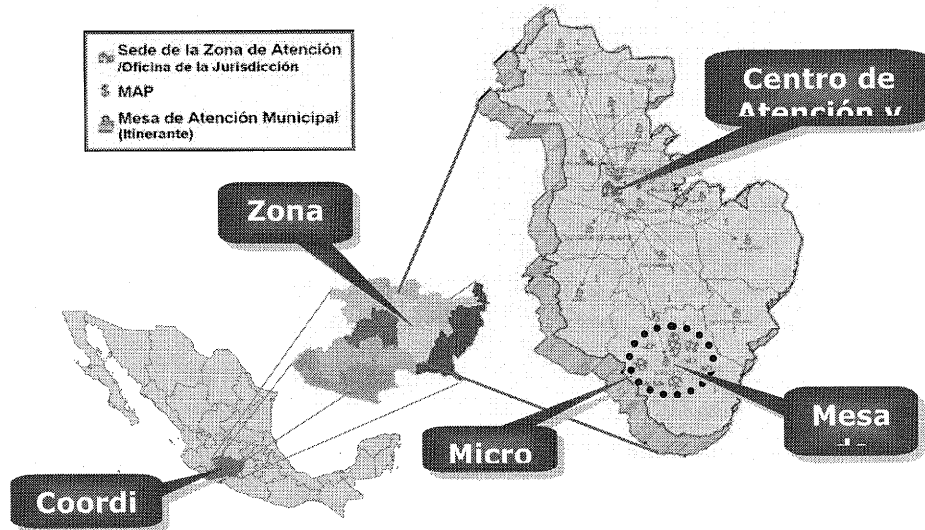 Sede de la Zona de Atención
/Oficina de la Jurisdicción
$ MAP
Mesa de Atención Municipal
(Itinerante)
Centro de
Atención y
Zona
Mesa
de
Micro
Coordi